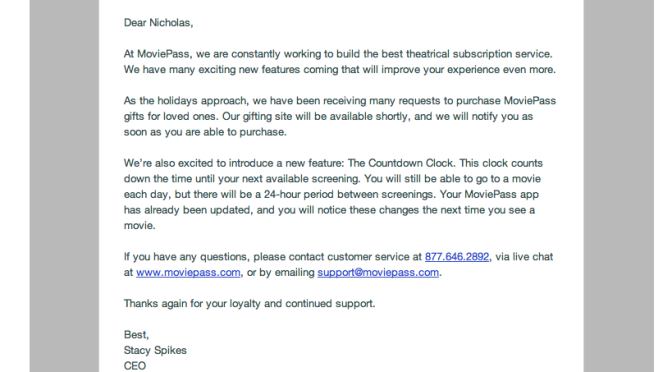 Dear Nicholas,
At MoviePass, we are constantly working to build the best theatrical subscription service.
We have many exciting new features coming that will improve your experience even more.
As the holidays approach, we have been receiving many requests to purchase MoviePass
gifts for loved ones. Our gifting site will be available shortly, and we will notify you as
soon as you are able to purchase.
We're also excited to introduce a new feature: The Countdown Clock. This clock counts
down the time until your next available screening. You will still be able to go to a movie
each day, but there will be a 24-hour period between screenings. Your MoviePass app
has already been updated, and you will notice these changes the next time you see a
movie.
If you have any questions, please contact customer service at 877.646.2892, via live chat
at www.moviepass.com, or by emailing support@moviepass.com.
Thanks again for your loyalty and continued support.
Best,
Stacy Spikes
CEO